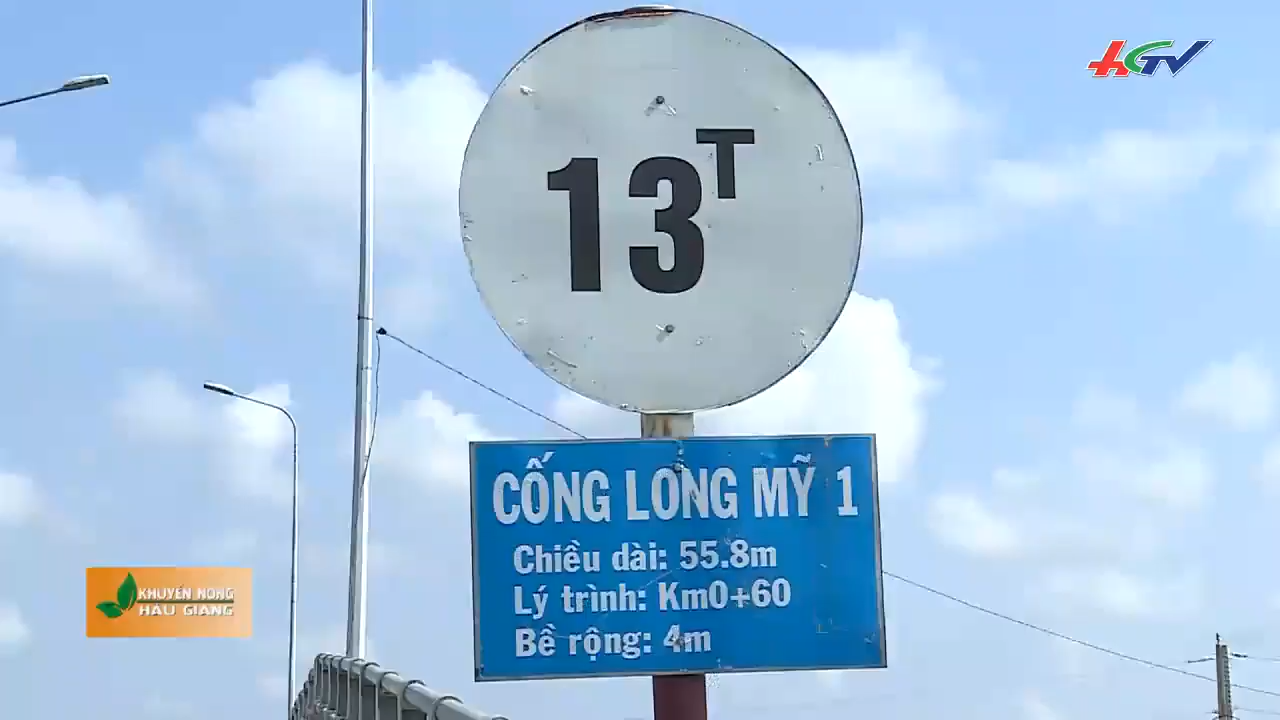 HGTV
13T
CỐNG LONG MỸ 1
Chiều dài: 55.8m
Lý trình: Km0+60
Bề rộng: 4m
KHUYẾN NÔNG
HẬU GIANG